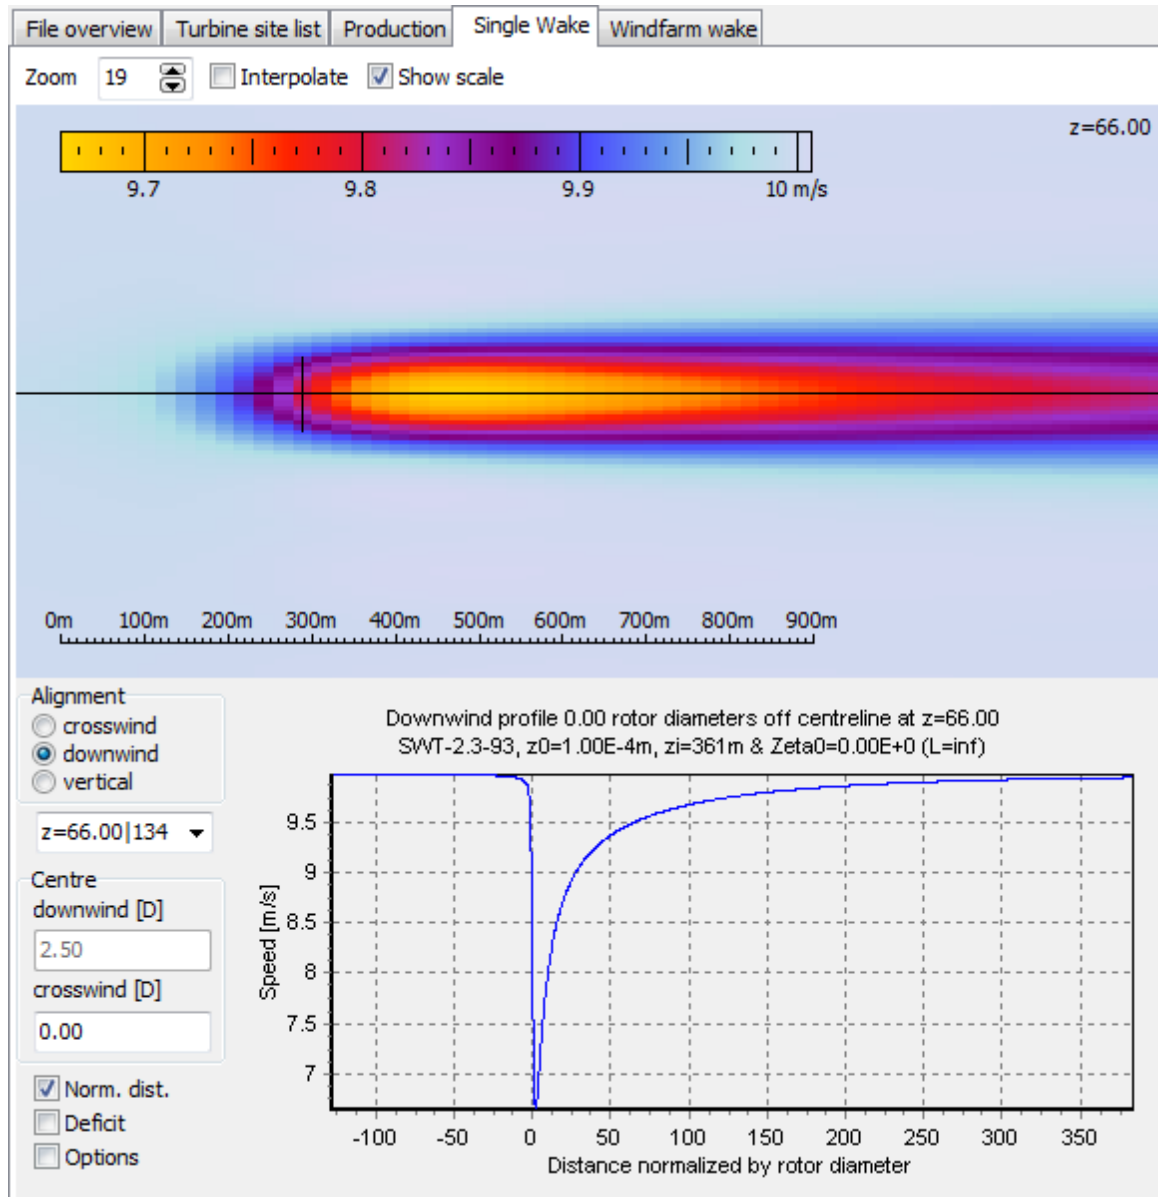 File overview Turbine site list Production Single Wake Windfarm wake
Zoom 19 Interpolate Show scale
z=66.00
9.7 9.8 9.9 10 m/s
0m 100m 200m 300m 400m 500m 600m 700m 800m 900m
Alignment
crosswind
downwind
vertical
z=66.00|134
Centre
downwind [D]
2.50
crosswind [D]
0.00
Norm. dist.
Deficit
Options
Downwind profile 0.00 rotor diameters off centreline at z=66.00
SWT-2.3-93, z0=1.00E-4m, zi=361m & Zeta0=0.00E+0 (L=inf)
Speed [m/s]
9.5
9
8.5
8
7.5
7
-100 -50 0 50 100 150 200 250 300 350
Distance normalized by rotor diameter